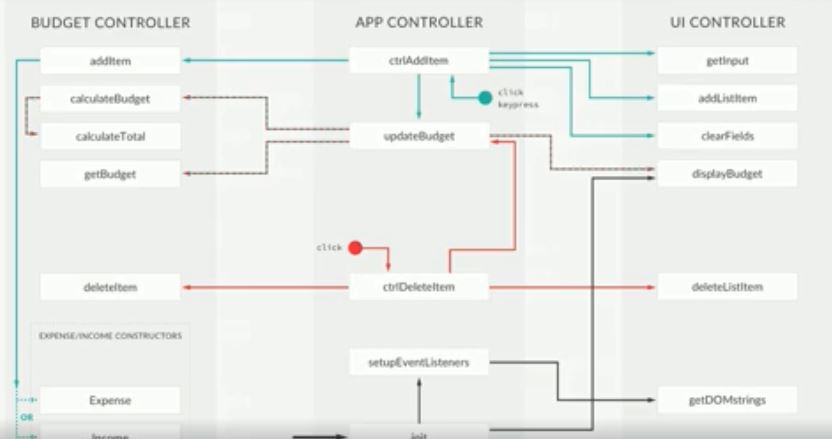 BUDGET CONTROLLER
APP CONTROLLER
UI CONTROLLER
addItem
ctrlAddItem
getInput
calculateBudget
click
keypress
addListItem
calculateTotal
updateBudget
clearFields
getBudget
displayBudget
click
deleteItem
ctrlDeleteItem
deleteListItem
EXPENSE/INCOME CONSTRUCTORS
setupEventListeners
Expense
getDOMstrings
OR
Income
init